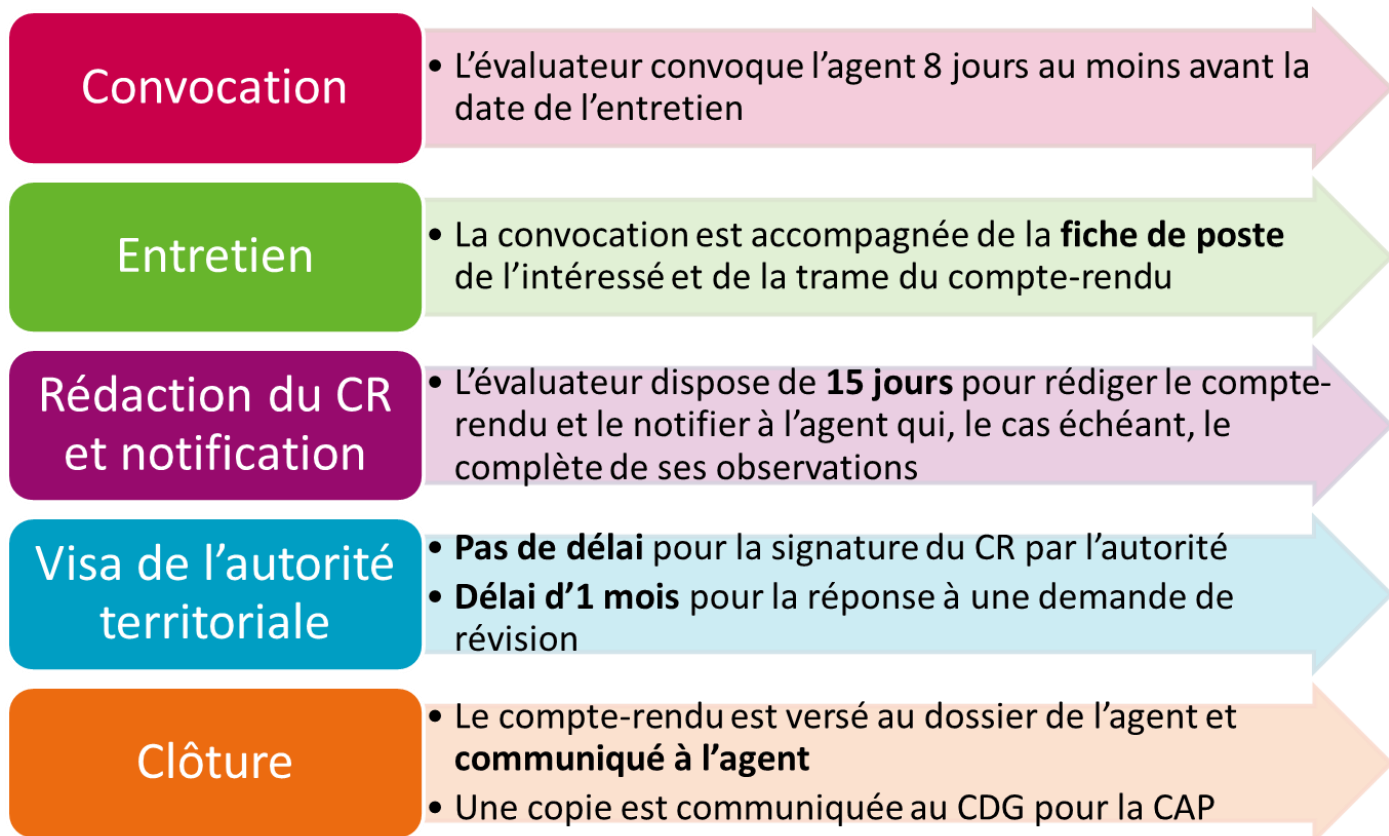 Convocation
• L’évaluateur convoque l’agent 8 jours au moins avant la
date de l’entretien
Entretien
• La convocation est accompagnée de la fiche de poste
de l’intéressé et de la trame du compte-rendu
Rédaction du CR
et notification
• L’évaluateur dispose de 15 jours pour rédiger le compte-
rendu et le notifier à l’agent qui, le cas échéant, le
complète de ses observations
Visa de l’autorité
territoriale
• Pas de délai pour la signature du CR par l’autorité
• Délai d’1 mois pour la réponse à une demande de
révision
Clôture
• Le compte-rendu est versé au dossier de l’agent et
communiqué à l’agent
• Une copie est communiquée au CDG pour la CAP